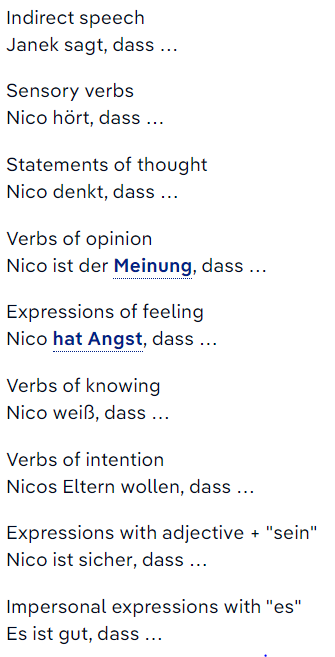 Indirect speech
Janek sagt, dass ...
Sensory verbs
Nico hört, dass ...
Statements of thought
Nico denkt, dass ...
Verbs of opinion
Nico ist der Meinung, dass ...
Expressions of feeling
Nico hat Angst, dass ...
Verbs of knowing
Nico weiß, dass ...
Verbs of intention
Nicos Eltern wollen, dass ...
Expressions with adjective + "sein"
Nico ist sicher, dass ...
Impersonal expressions with "es"
Es ist gut, dass ...